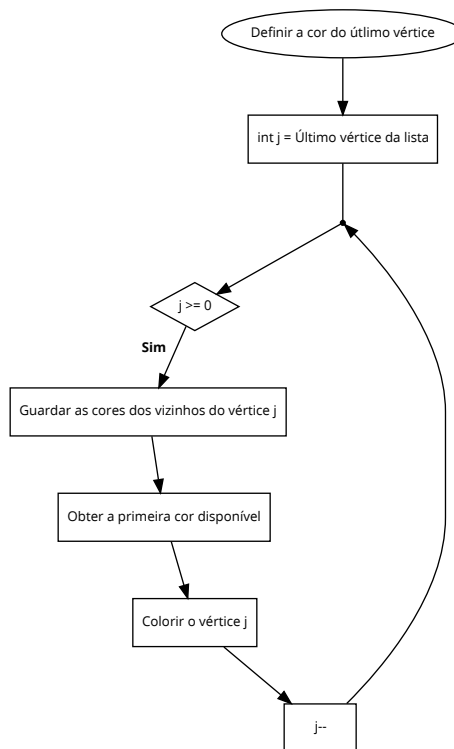 Definir a cor do útlimo vértice
int j = Último vértice da lista
j >= 0
Sim
Guardar as cores dos vizinhos do vértice j
Obter a primeira cor disponível
Colorir o vértice j
j--